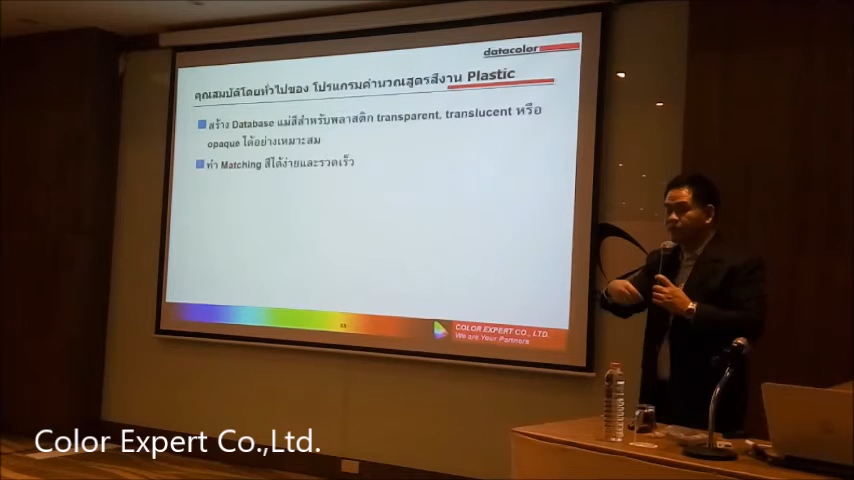 datacolor
คุณสมบัติโดยทั่วไปของ โปรแกรมคำนวณสูตรสีงาน Plastic
สร้าง Database แม่สีสำหรับพลาสติก transparent, translucent หรือ
opaque ได้อย่างเหมาะสม
ทำ Matching สีได้ง่ายและรวดเร็ว
COLOR EXPERT CO., LTD.
We are Your Partners.
Color Expert Co.,Ltd.